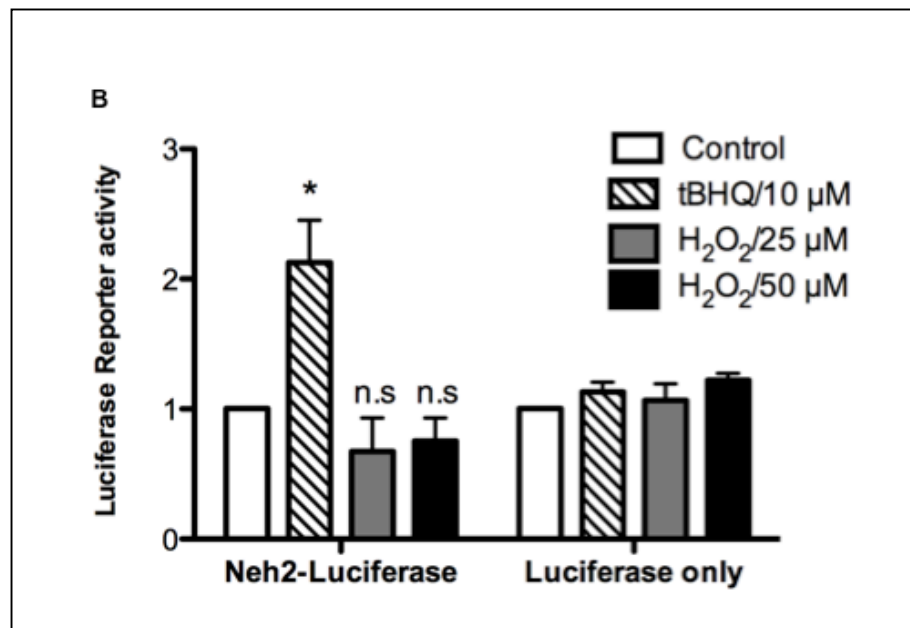 B
Luciferase Reporter activity
3
2
1
0
*
n.s n.s
Control
tBHQ/10 µM
H₂O₂/25 µM
H₂O₂/50 µM
Neh2-Luciferase Luciferase only